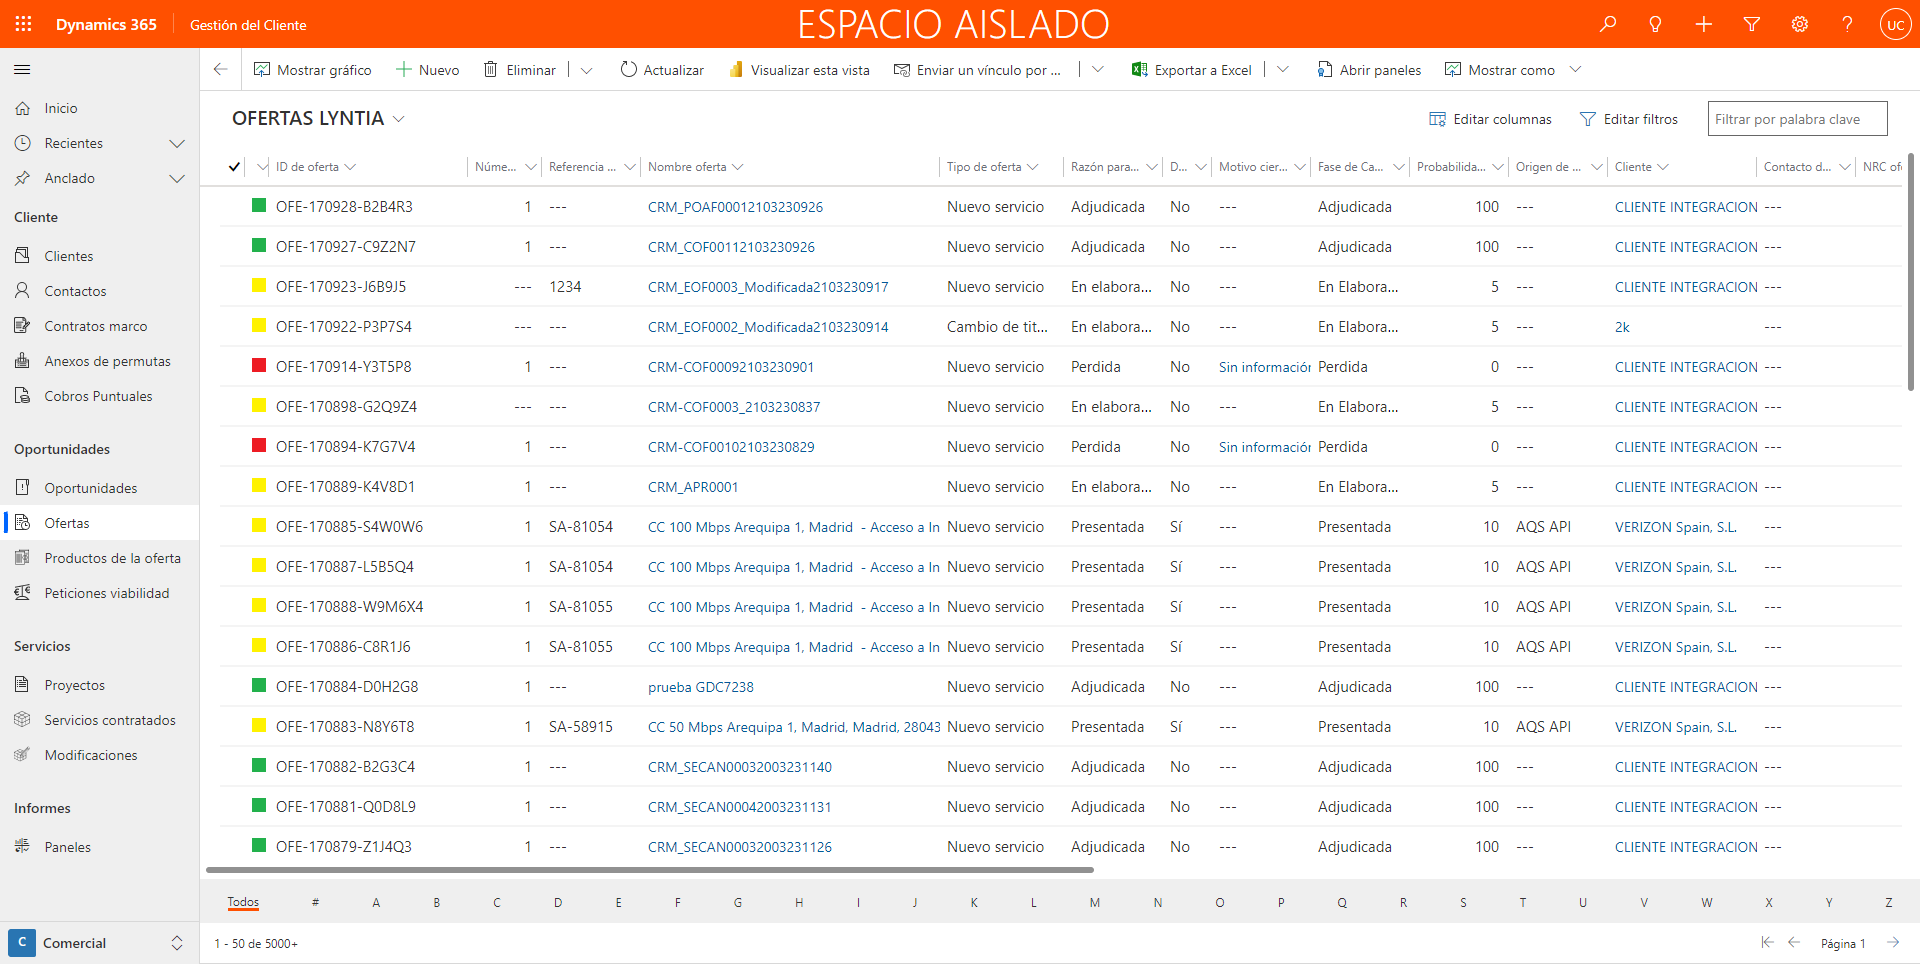 Dynamics 365
Gestión del Cliente
ESPACIO AISLADO
UC
Mostrar gráfico
Nuevo
Eliminar
Actualizar
Visualizar esta vista
Enviar un vínculo por ...
Exportar a Excel
Abrir paneles
Mostrar como
Inicio
Recientes
Anclado
Cliente
Clientes
Contactos
Contratos marco
Anexos de permutas
Cobros Puntuales
Oportunidades
Oportunidades
Ofertas
Productos de la oferta
Peticiones viabilidad
Servicios
Proyectos
Servicios contratados
Modificaciones
Informes
Paneles
C Comercial
OFERTAS LYNTIA
Editar columnas
Editar filtros
Filtrar por palabra clave
ID de oferta Núme... Referencia ... Nombre oferta Tipo de oferta Razón para... D... Motivo cier... Fase de Ca... Probabilida... Origen de ... Cliente Contacto d... NRC ofe
OFE-170928-B2B4R3 1 --- CRM_POAF00012103230926 Nuevo servicio Adjudicada No --- Adjudicada 100 --- CLIENTE INTEGRACION ---
OFE-170927-C9Z2N7 1 --- CRM_COF00112103230926 Nuevo servicio Adjudicada No --- Adjudicada 100 --- CLIENTE INTEGRACION ---
OFE-170923-J6B9J5 --- 1234 CRM_EOF0003_Modificada2103230917 Nuevo servicio En elabora... No --- En Elabora... 5 --- CLIENTE INTEGRACION ---
OFE-170922-P3P7S4 --- --- CRM_EOF0002_Modificada2103230914 Cambio de tit... En elabora... No --- En Elabora... 5 --- 2k ---
OFE-170914-Y3T5P8 1 --- CRM-COF00092103230901 Nuevo servicio Perdida No Sin información Perdida 0 --- CLIENTE INTEGRACION ---
OFE-170898-G2Q9Z4 --- --- CRM-COF0003_2103230837 Nuevo servicio En elabora... No --- En Elabora... 5 --- CLIENTE INTEGRACION ---
OFE-170894-K7G7V4 1 --- CRM-COF00102103230829 Nuevo servicio Perdida No Sin información Perdida 0 --- CLIENTE INTEGRACION ---
OFE-170889-K4V8D1 1 --- CRM_APR0001 Nuevo servicio En elabora... No --- En Elabora... 5 --- CLIENTE INTEGRACION ---
OFE-170885-S4W0W6 1 SA-81054 CC 100 Mbps Arequipa 1, Madrid - Acceso a In Nuevo servicio Presentada Sí --- Presentada 10 AQS API VERIZON Spain, S.L. ---
OFE-170887-L5B5Q4 1 SA-81054 CC 100 Mbps Arequipa 1, Madrid - Acceso a In Nuevo servicio Presentada Sí --- Presentada 10 AQS API VERIZON Spain, S.L. ---
OFE-170888-W9M6X4 1 SA-81055 CC 100 Mbps Arequipa 1, Madrid - Acceso a In Nuevo servicio Presentada Sí --- Presentada 10 AQS API VERIZON Spain, S.L. ---
OFE-170886-C8R1J6 1 SA-81055 CC 100 Mbps Arequipa 1, Madrid - Acceso a In Nuevo servicio Presentada Sí --- Presentada 10 AQS API VERIZON Spain, S.L. ---
OFE-170884-D0H2G8 1 --- prueba GDC7238 Nuevo servicio Adjudicada No --- Adjudicada 100 --- CLIENTE INTEGRACION ---
OFE-170883-N8Y6T8 1 SA-58915 CC 50 Mbps Arequipa 1, Madrid, Madrid, 28043 Nuevo servicio Presentada Sí --- Presentada 10 AQS API VERIZON Spain, S.L. ---
OFE-170882-B2G3C4 1 --- CRM_SECAN00032003231140 Nuevo servicio Adjudicada No --- Adjudicada 100 --- CLIENTE INTEGRACION ---
OFE-170881-Q0D8L9 1 --- CRM_SECAN00042003231131 Nuevo servicio Adjudicada No --- Adjudicada 100 --- CLIENTE INTEGRACION ---
OFE-170879-Z1J4Q3 1 --- CRM_SECAN00032003231126 Nuevo servicio Adjudicada No --- Adjudicada 100 --- CLIENTE INTEGRACION ---
Todos # A B C D E F G H I J K L M N O P Q R S T U V W X Y Z
1 - 50 de 5000+
Página 1